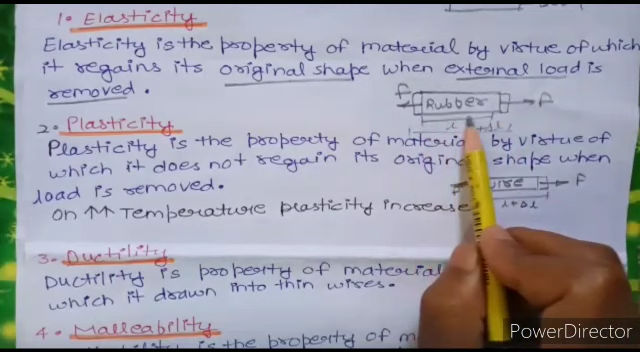 1. Elasticity
Elasticity is the property of material by virtue of which
it regains its original shape when external load is
removed.
F Rubber F
2. Plasticity
Plasticity is the property of material by virtue of
which it does not regain its original shape when
load is removed.
F
l+Δl
On ↑↑ Temperature plasticity increase
3. Ductility
Ductility is property of material
which it drawn into thin wires.
4. Malleability
is the property of m
PowerDirector